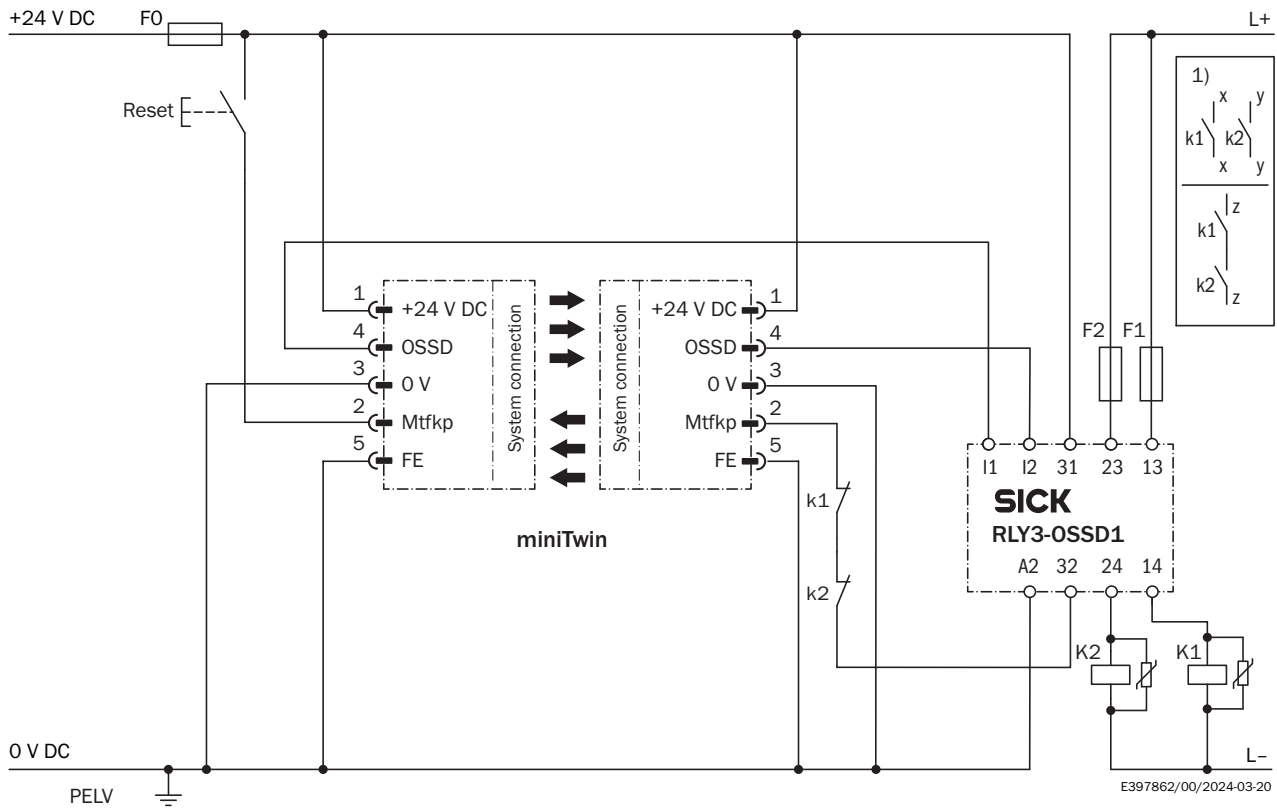 +24 V DC F0 L+
1)
x y
k1 k2
x y
z
k1
k2
z
Reset
1 +24 V DC
4 OSSD
3 0 V
2 Mtfkp
5 FE
System connection
System connection
+24 V DC 1
OSSD 4
0 V 3
Mtfkp 2
FE 5
miniTwin
k1
k2
F2 F1
I1 I2 31 23 13
SICK
RLY3-OSSD1
A2 32 24 14
K2 K1
0 V DC L–
PELV
E397862/00/2024-03-20